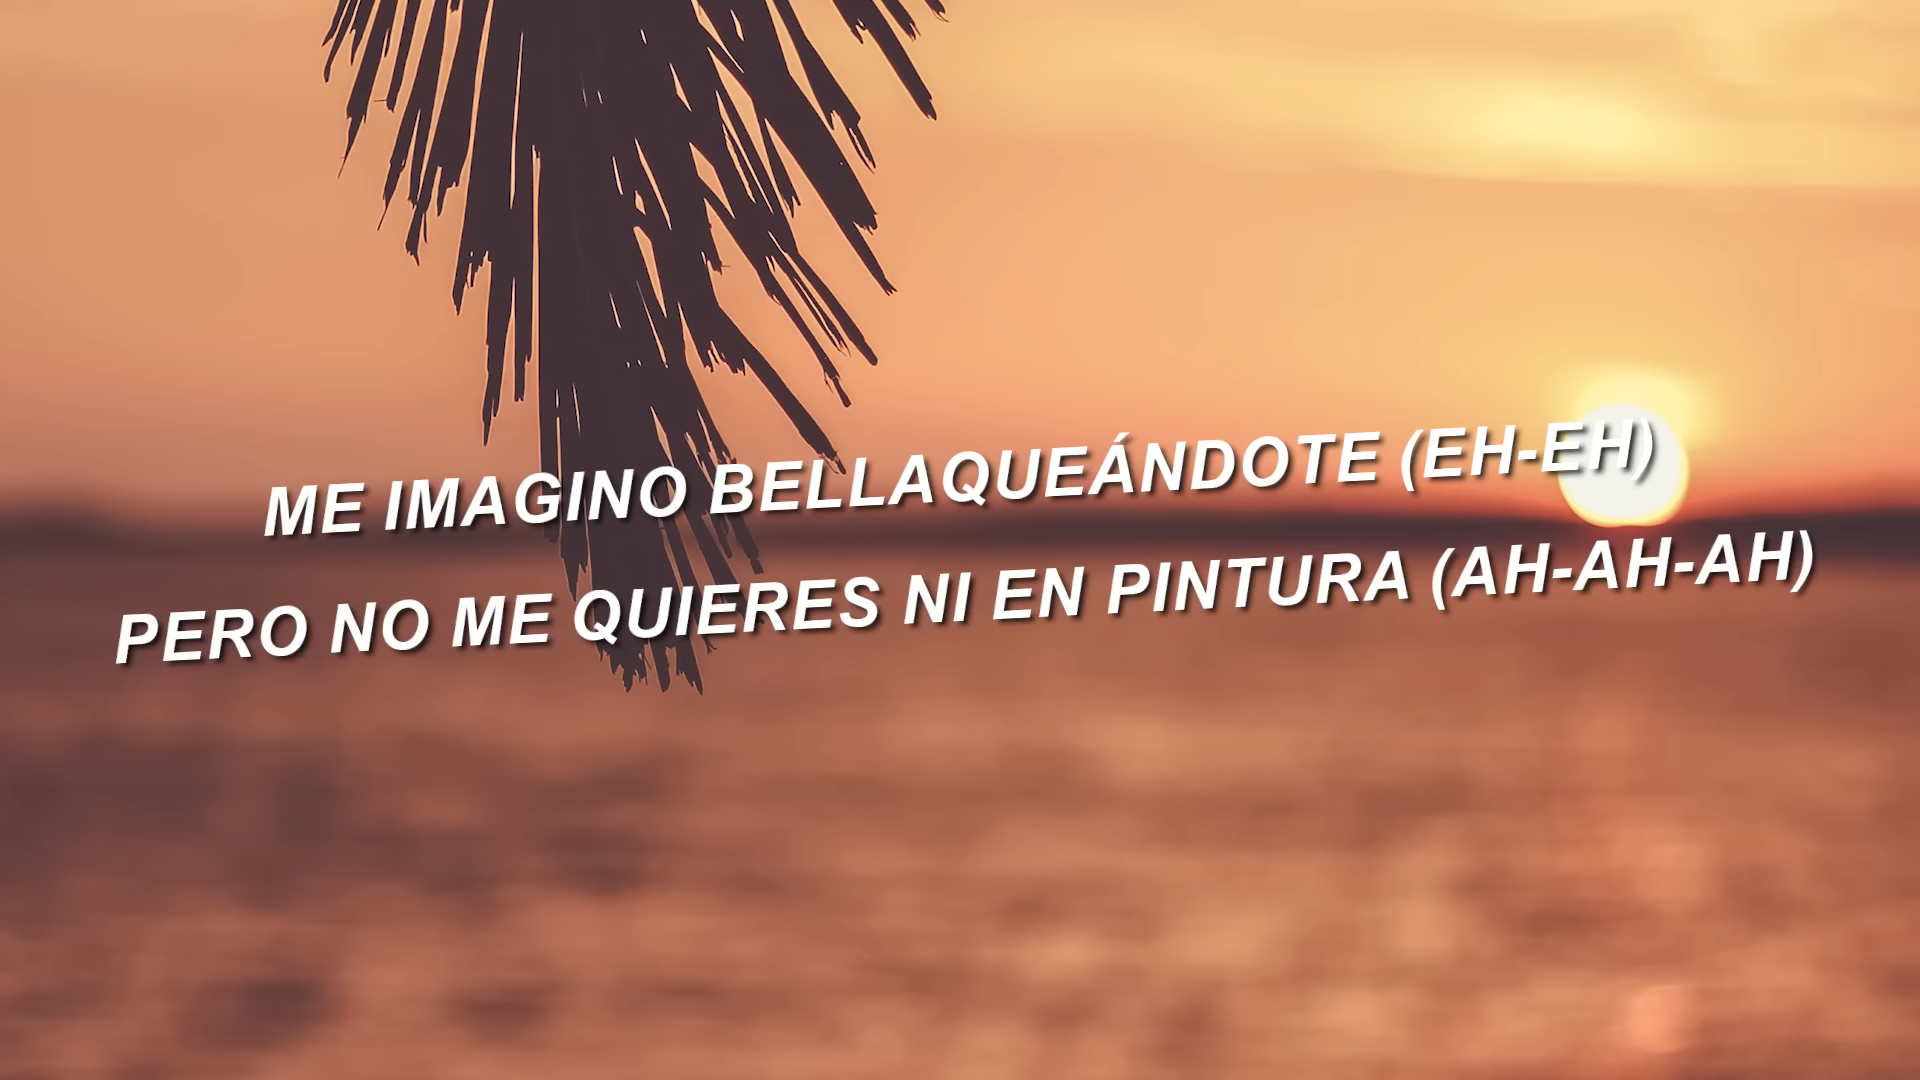 ME IMAGINO BELLAQUEÁNDOTE (EH-EH)
PERO NO ME QUIERES NI EN PINTURA (AH-AH-AH)